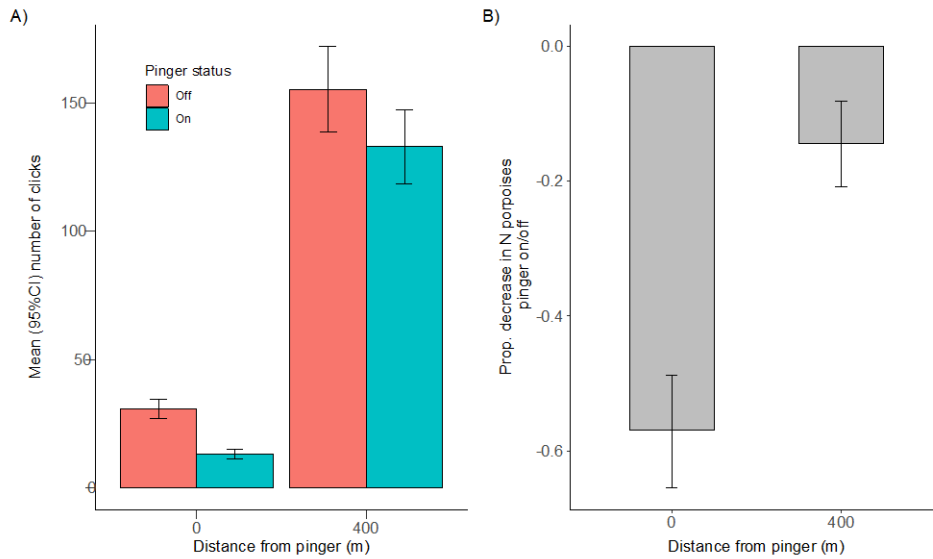 A)
Pinger status
Off
On
150
100
50
0
Mean (95%CI) number of clicks
0
400
Distance from pinger (m)
B)
0.0
-0.2
-0.4
-0.6
Prop. decrease in N porpoises
pinger on/off
0
400
Distance from pinger (m)